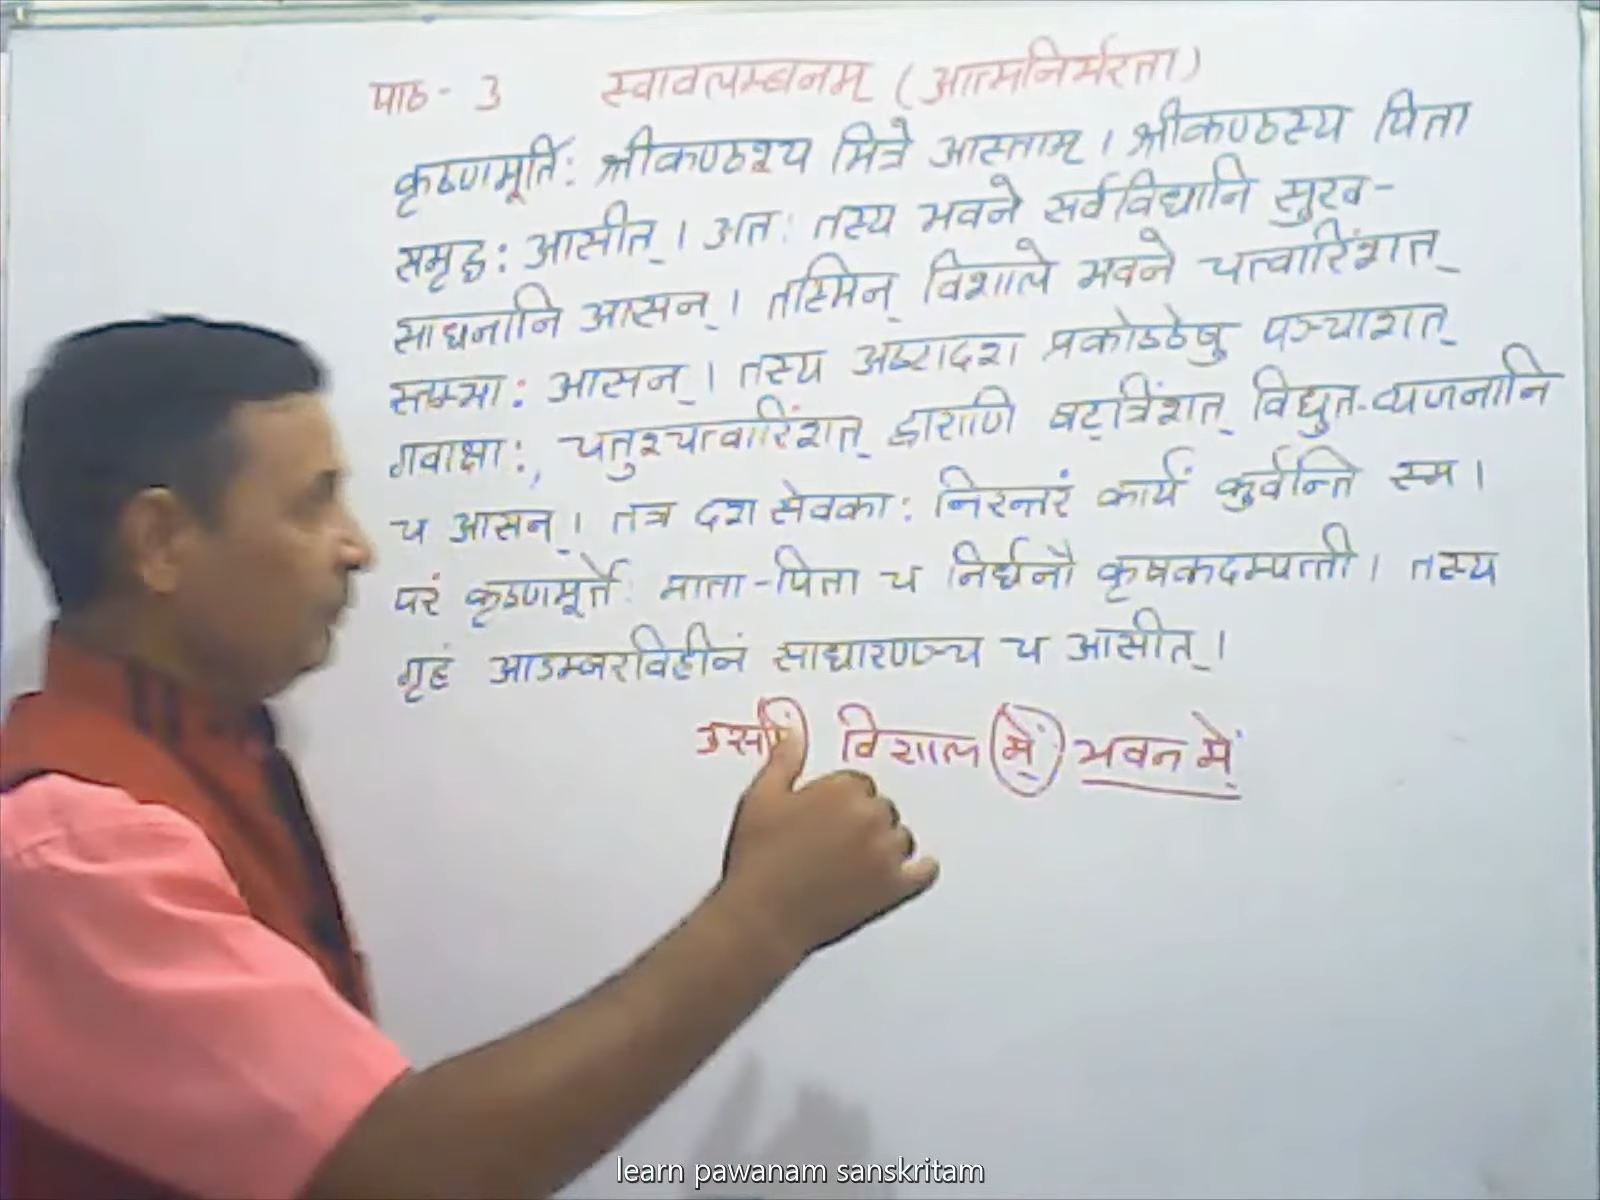 पाठ - 3 स्वावलम्बनम् (आत्मनिर्भरता)
कृष्णमूर्तिः श्रीकण्ठश्य मित्रे आस्ताम् । श्रीकण्ठस्य पिता
समृद्धः आसीत् । अतः तस्य भवने सर्वविद्यानि सुख-
साधनानि आसन् । तस्मिन् विशाले भवने चत्वारिंशत्
स्तम्भाः आसन् । तस्य अष्टादश प्रकोष्ठेषु पञ्चाशत्
गवाक्षाः, चतुश्चत्वारिंशत् द्वाराणि षट्त्रिंशत् विद्युत-व्यजनानि
च आसन् । तत्र दश सेवकाः निरन्तरं कार्यं कुर्वन्ति स्म ।
परं कृष्णमूर्तेः माता-पिता च निर्धनौ कृषकदम्पत्ती । तस्य
गृहं आडम्बरविहीनं साधारणञ्च च आसीत् ।
विशाल में भवन में
learn pawanam sanskritam